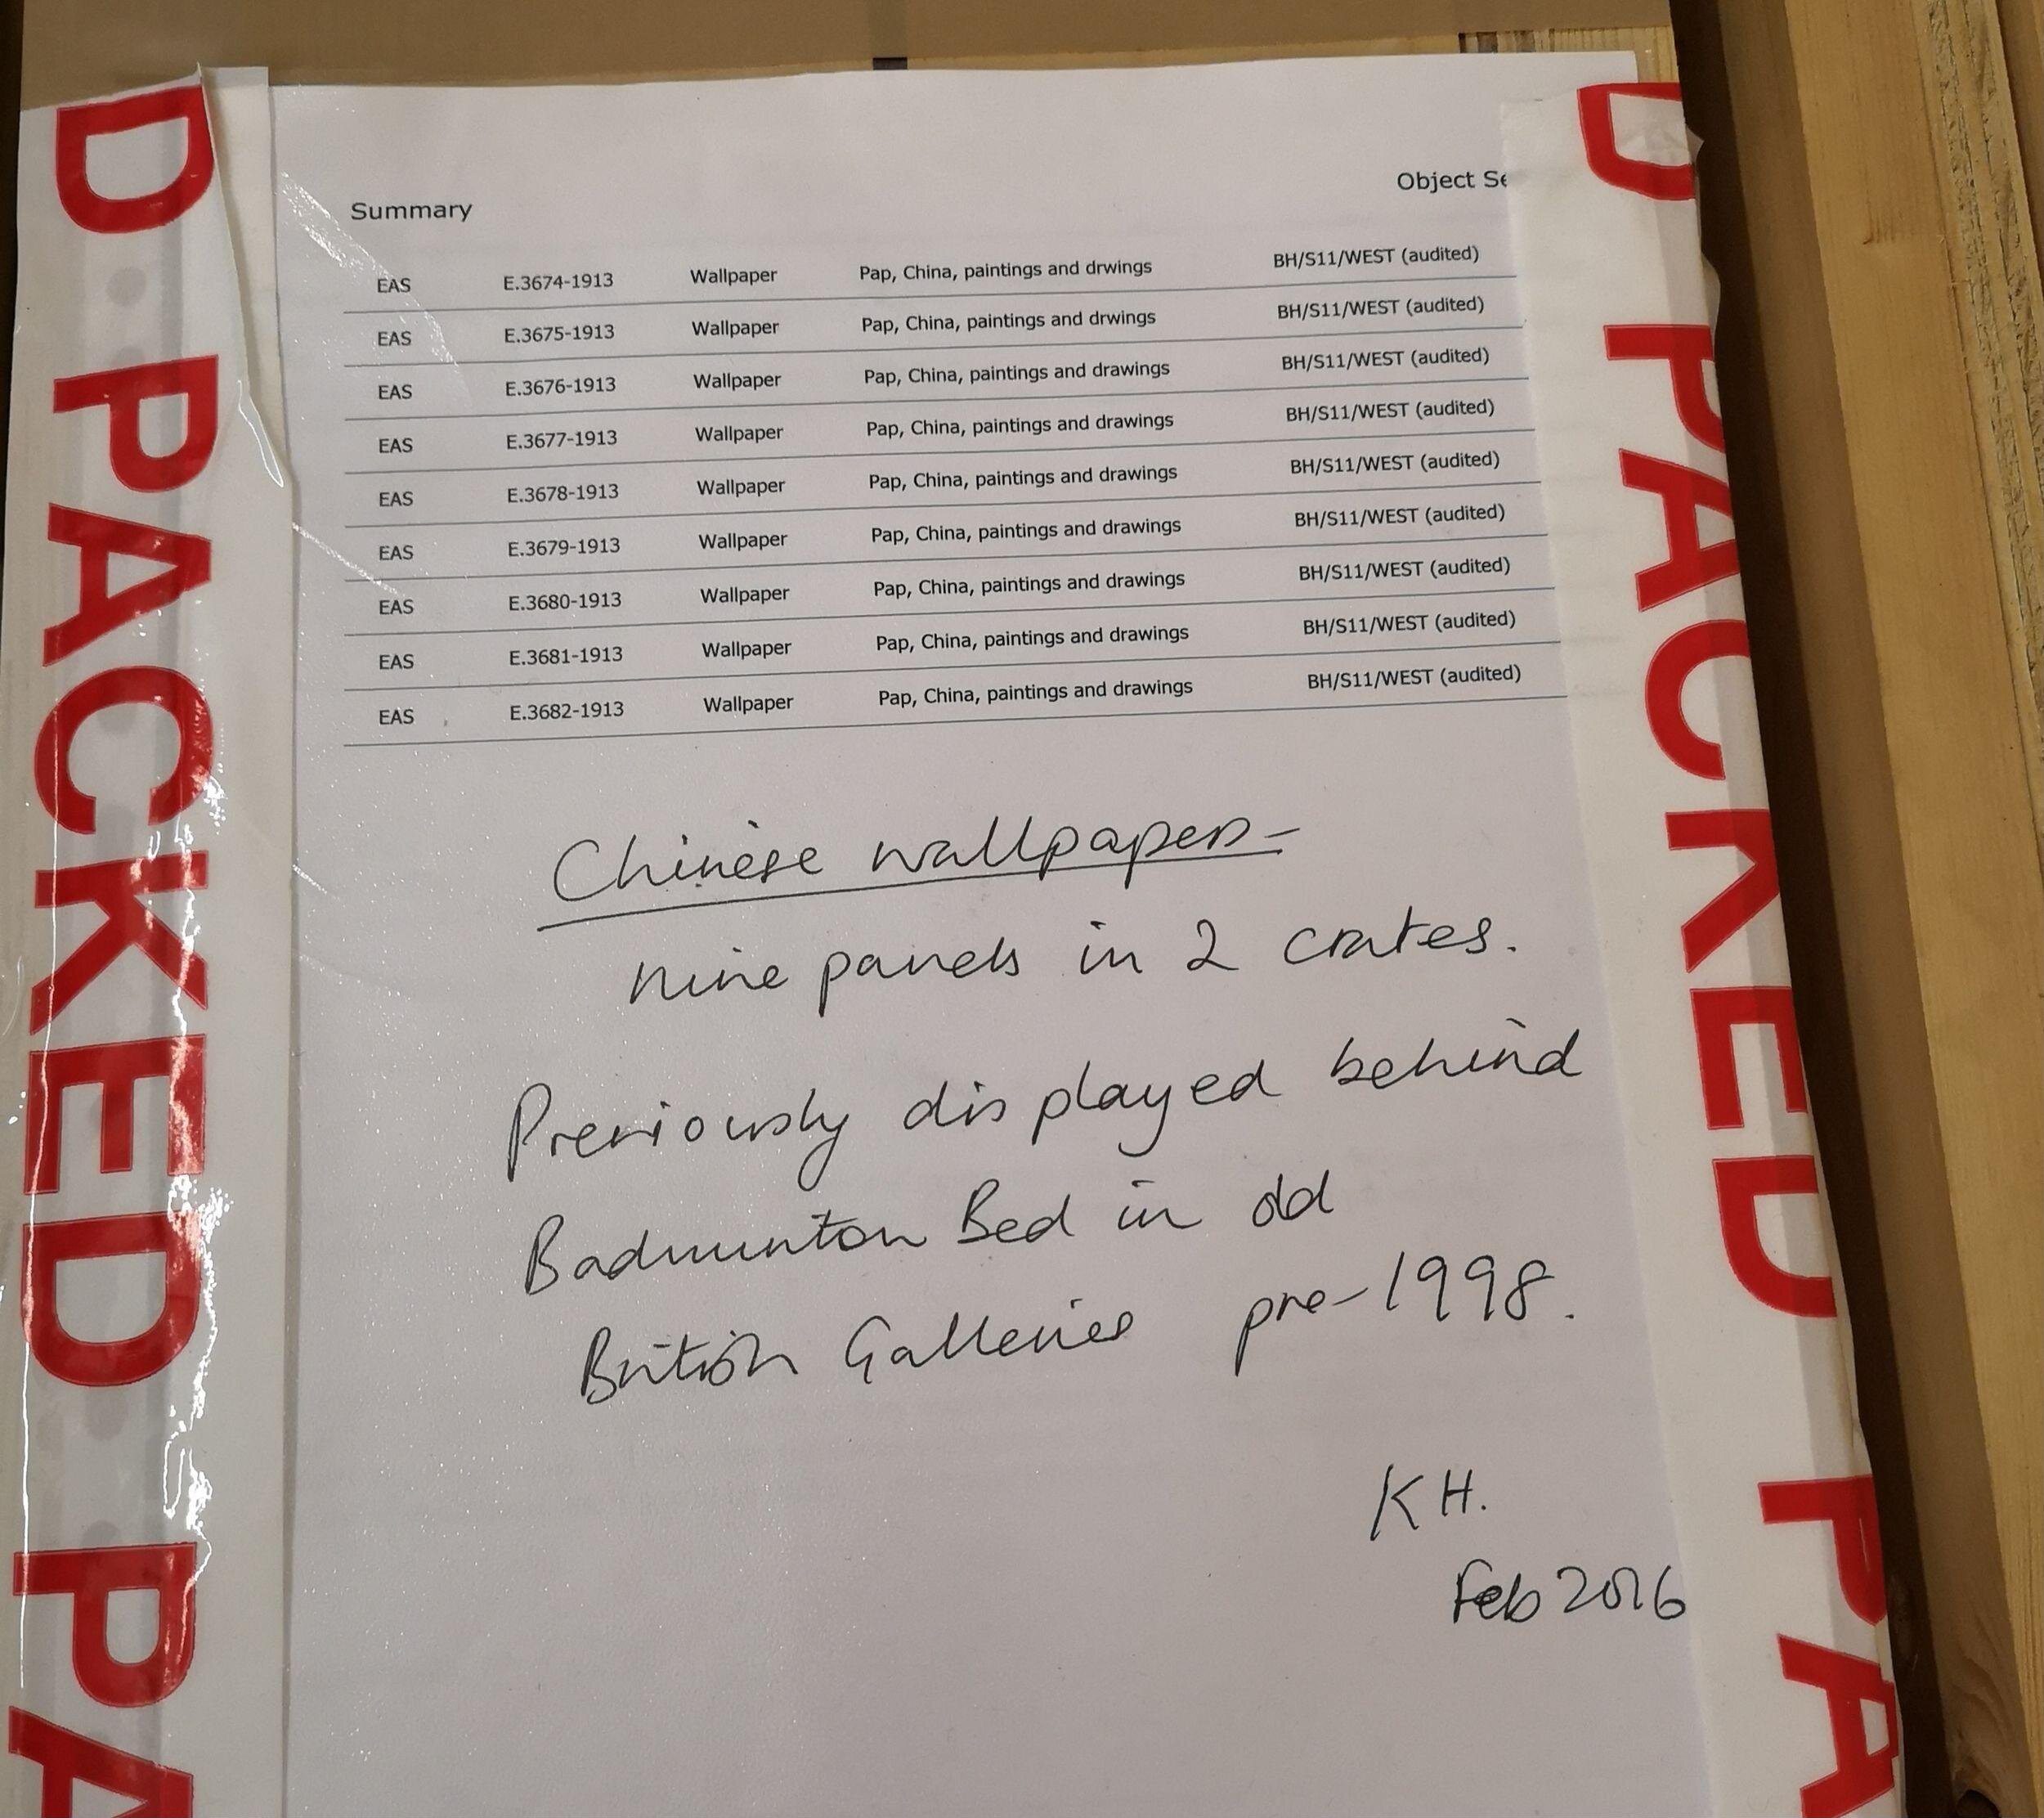 Object Se
Summary
EAS E.3674-1913 Wallpaper Pap, China, paintings and drwings BH/S11/WEST (audited)
EAS E.3675-1913 Wallpaper Pap, China, paintings and drwings BH/S11/WEST (audited)
EAS E.3676-1913 Wallpaper Pap, China, paintings and drawings BH/S11/WEST (audited)
EAS E.3677-1913 Wallpaper Pap, China, paintings and drawings BH/S11/WEST (audited)
EAS E.3678-1913 Wallpaper Pap, China, paintings and drawings BH/S11/WEST (audited)
EAS E.3679-1913 Wallpaper Pap, China, paintings and drawings BH/S11/WEST (audited)
EAS E.3680-1913 Wallpaper Pap, China, paintings and drawings BH/S11/WEST (audited)
EAS E.3681-1913 Wallpaper Pap, China, paintings and drawings BH/S11/WEST (audited)
EAS E.3682-1913 Wallpaper Pap, China, paintings and drawings BH/S11/WEST (audited)
Chinese wallpapers-
nine panels in 2 crates.
Previously displayed behind
Badminton Bed in old
British Galleries pre-1998.
KH.
Feb 2016
D PACKED PA
D PACKED PA